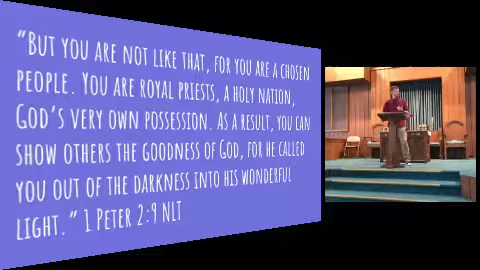 “But you are not like that, for you are a chosen
people. You are royal priests, a holy nation,
God’s very own possession. As a result, you can
show others the goodness of God, for he called
you out of the darkness into his wonderful
light.” 1 Peter 2:9 NLT